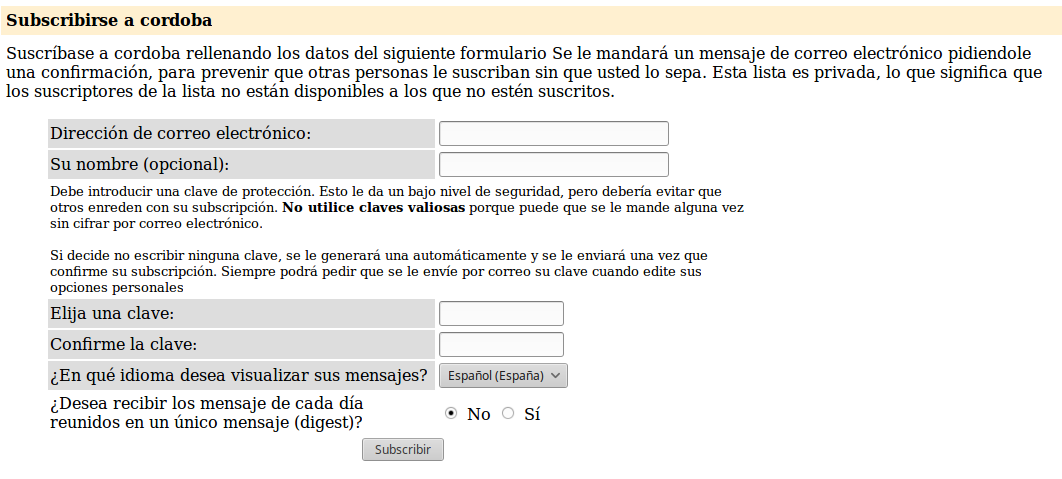 Subscribirse a cordoba
Suscríbase a cordoba rellenando los datos del siguiente formulario Se le mandará un mensaje de correo electrónico pidiendole
una confirmación, para prevenir que otras personas le suscriban sin que usted lo sepa. Esta lista es privada, lo que significa que
los suscriptores de la lista no están disponibles a los que no estén suscritos.
Dirección de correo electrónico:
Su nombre (opcional):
Debe introducir una clave de protección. Esto le da un bajo nivel de seguridad, pero debería evitar que
otros enreden con su subscripción. No utilice claves valiosas porque puede que se le mande alguna vez
sin cifrar por correo electrónico.
Si decide no escribir ninguna clave, se le generará una automáticamente y se le enviará una vez que
confirme su subscripción. Siempre podrá pedir que se le envíe por correo su clave cuando edite sus
opciones personales
Elija una clave:
Confirme la clave:
¿En qué idioma desea visualizar sus mensajes? Español (España)
¿Desea recibir los mensaje de cada día
reunidos en un único mensaje (digest)? No Sí
Subscribir